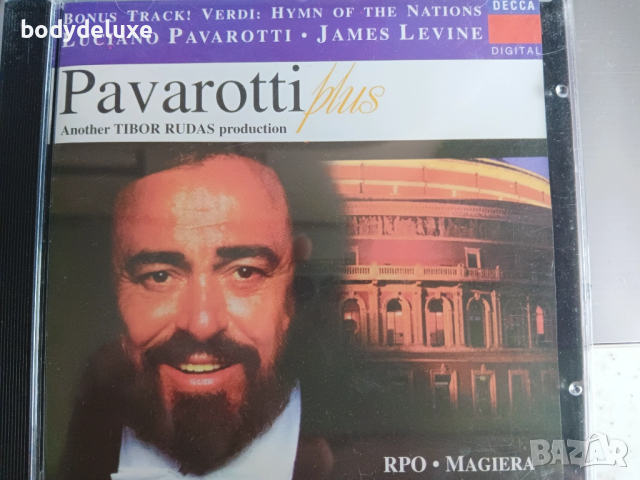 bodydeluxe
BONUS TRACK! VERDI: HYMN OF THE NATIONS
LUCIANO PAVAROTTI • JAMES LEVINE
DECCA
DIGITAL
Pavarotti plus
Another TIBOR RUDAS production
RPO • MAGIERA
BAZAR